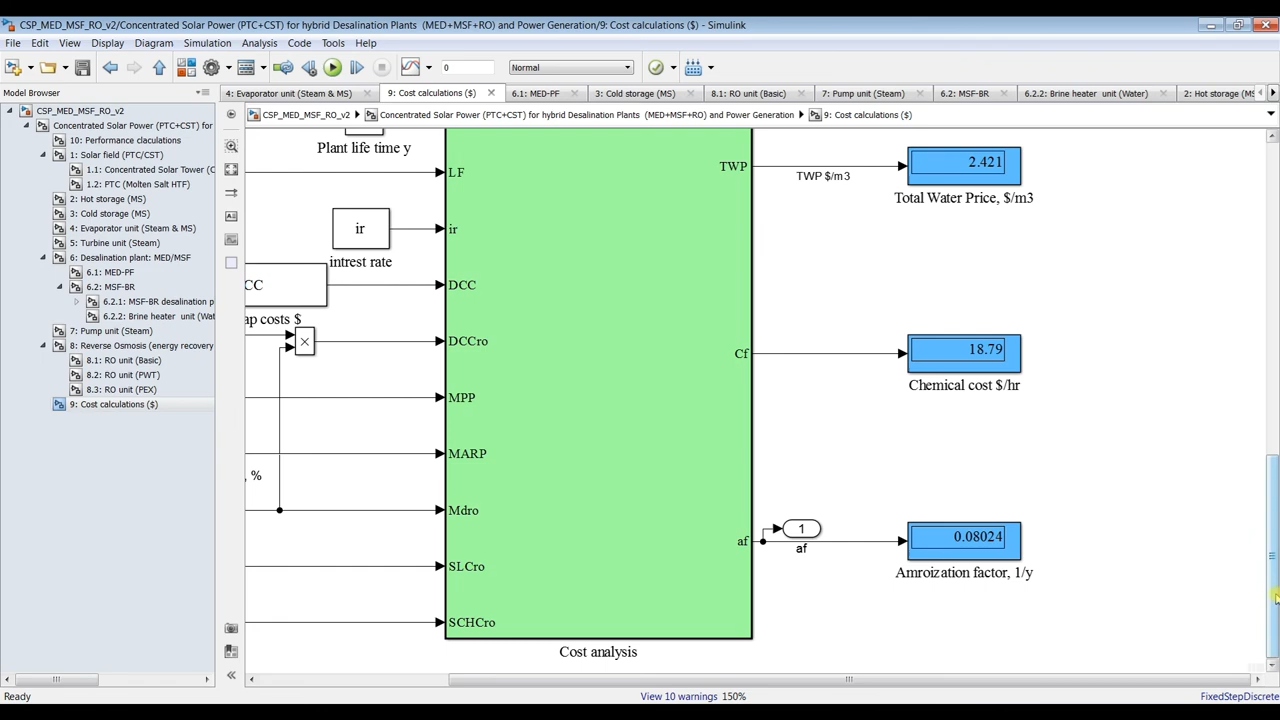 CSP_MED_MSF_RO_v2/Concentrated Solar Power (PTC+CST) for hybrid Desalination Plants (MED+MSF+RO) and Power Generation/9: Cost calculations ($) - Simulink
File Edit View Display Diagram Simulation Analysis Code Tools Help
0 Normal
Model Browser
4: Evaporator unit (Steam & MS) 9: Cost calculations ($) 6.1: MED-PF 3: Cold storage (MS) 8.1: RO unit (Basic) 7: Pump unit (Steam) 6.2: MSF-BR 6.2.2: Brine heater unit (Water) 2: Hot storage (MS
CSP_MED_MSF_RO_v2 Concentrated Solar Power (PTC+CST) for hybrid Desalination Plants (MED+MSF+RO) and Power Generation 9: Cost calculations ($)
CSP_MED_MSF_RO_v2
Concentrated Solar Power (PTC+CST) for
10: Performance claculations
1: Solar field (PTC/CST)
1.1: Concentrated Solar Tower (C
1.2: PTC (Molten Salt HTF)
2: Hot storage (MS)
3: Cold storage (MS)
4: Evaporator unit (Steam & MS)
5: Turbine unit (Steam)
6: Desalination plant: MED/MSF
6.1: MED-PF
6.2: MSF-BR
6.2.1: MSF-BR desalination p
6.2.2: Brine heater unit (Wat
7: Pump unit (Steam)
8: Reverse Osmosis (energy recovery
8.1: RO unit (Basic)
8.2: RO unit (PWT)
8.3: RO unit (PEX)
9: Cost calculations ($)
Plant life time y
LF
ir ir
intrest rate
CC DCC
ap costs $
× DCCro
MPP
MARP
, %
Mdro
SLCro
SCHCro
Cost analysis
TWP
TWP $/m3
2.421
Total Water Price, $/m3
Cf
18.79
Chemical cost $/hr
af
1
af
0.08024
Amroization factor, 1/y
Ready View 10 warnings 150% FixedStepDiscrete